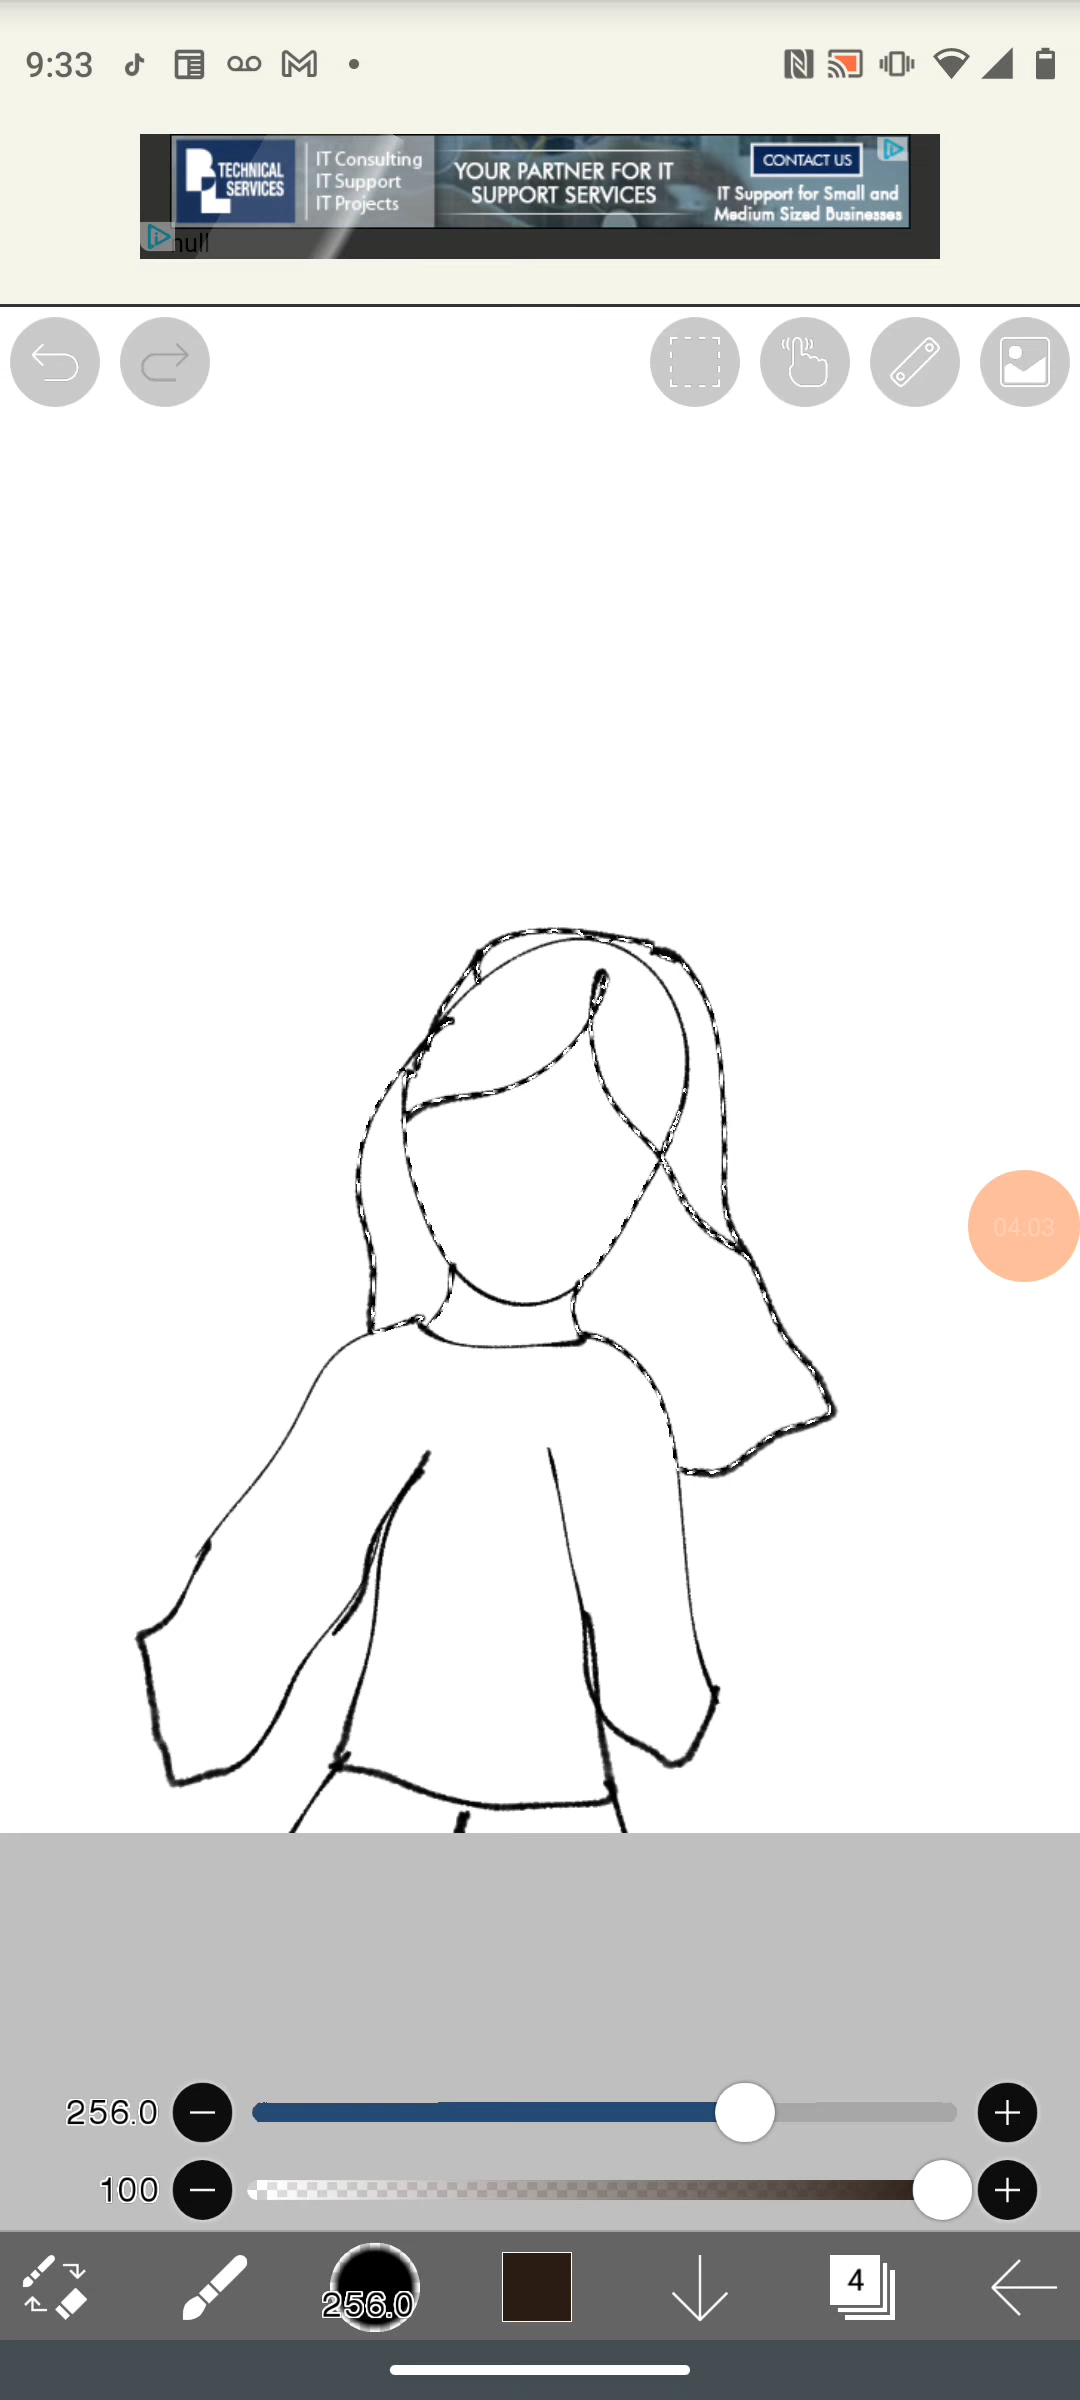 9:33
TECHNICAL
SERVICES
IT Consulting
IT Support
IT Projects
YOUR PARTNER FOR IT
SUPPORT SERVICES
CONTACT US
IT Support for Small and
Medium Sized Businesses
null
04:03
256.0
100
256.0
4